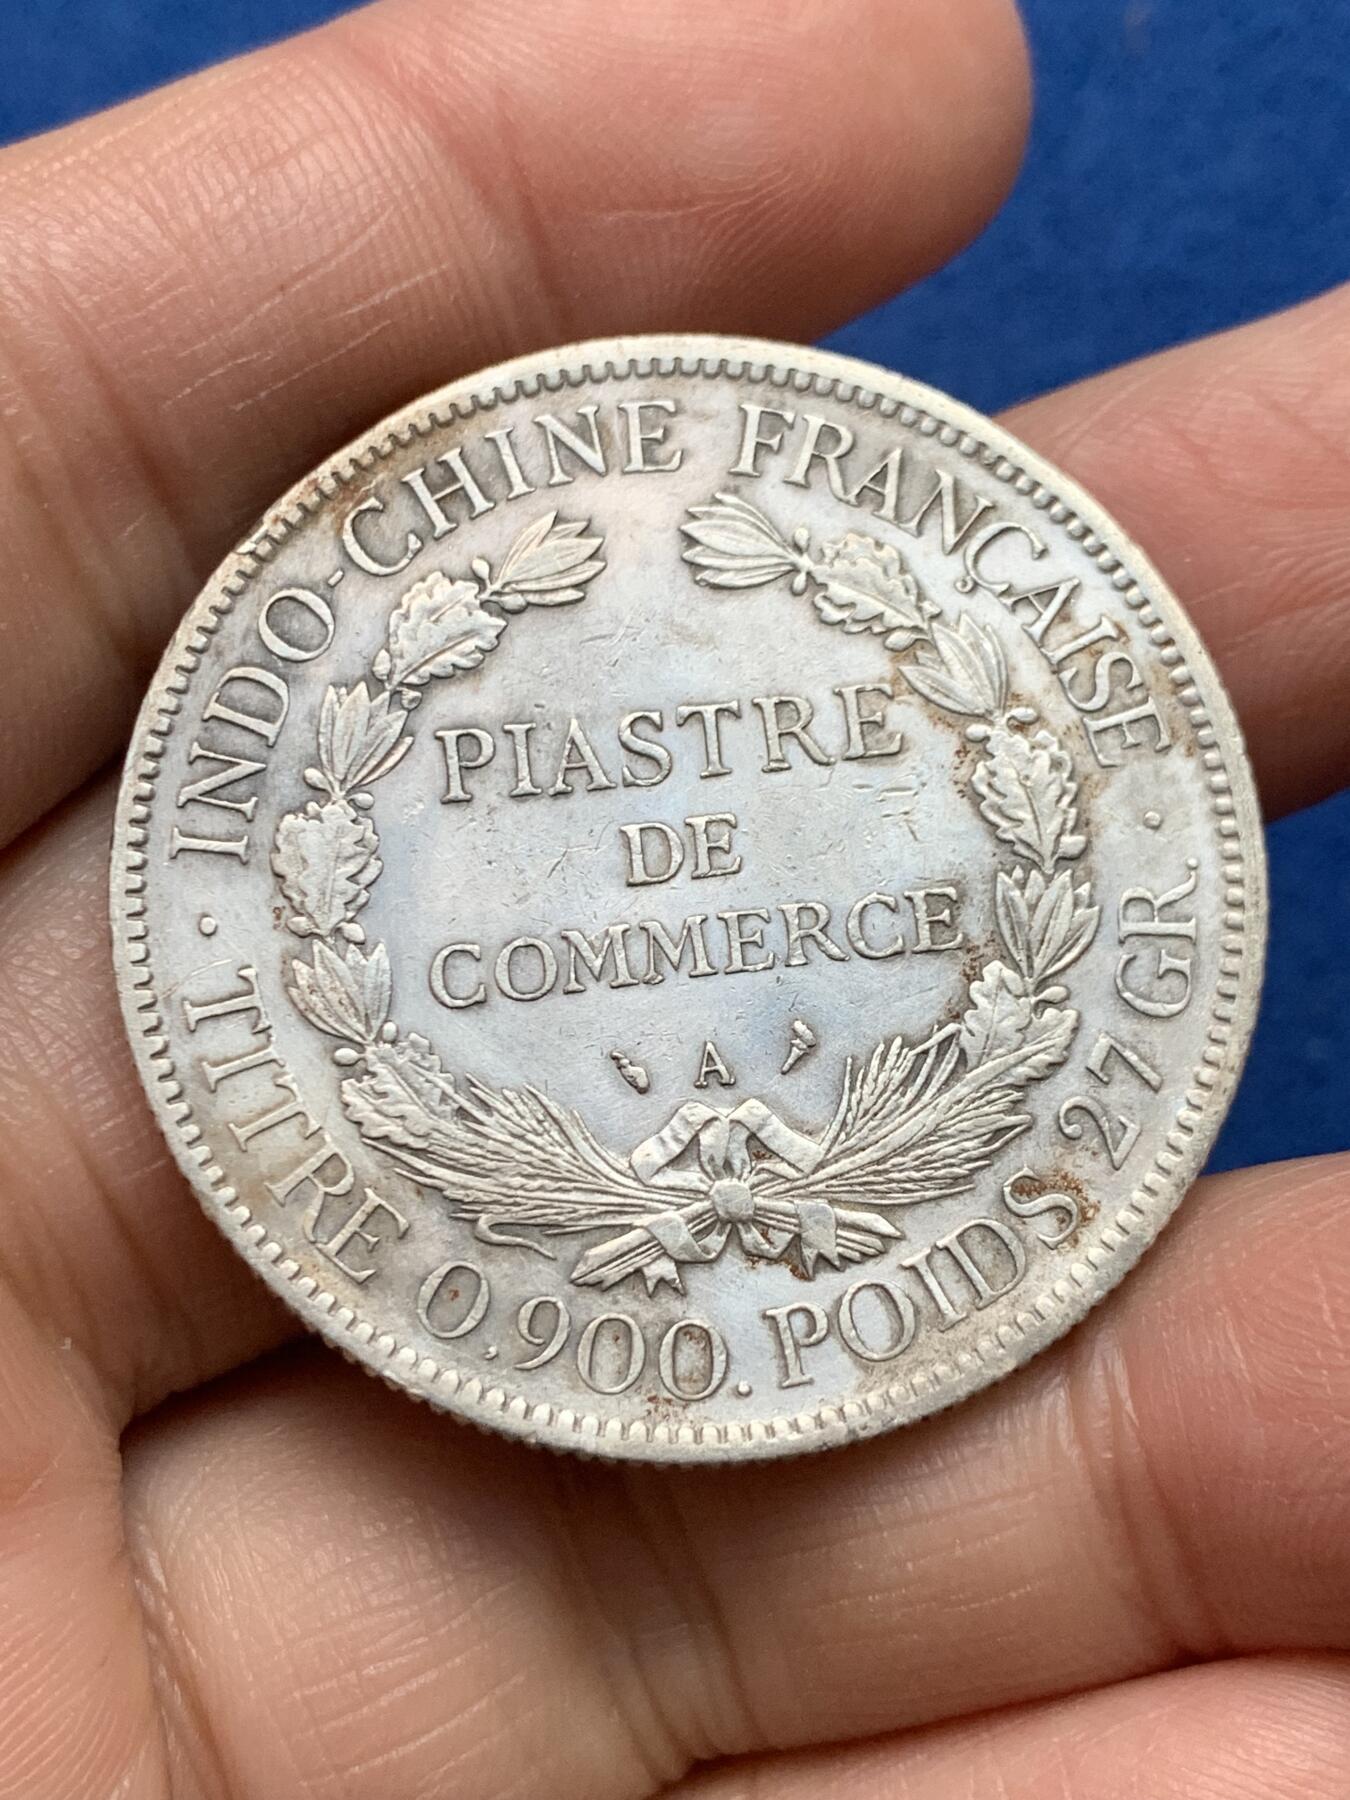 INDO-CHINE FRANÇAISE
PIASTRE
DE
COMMERCE
A
TITRE 0,900. POIDS 27 GR.